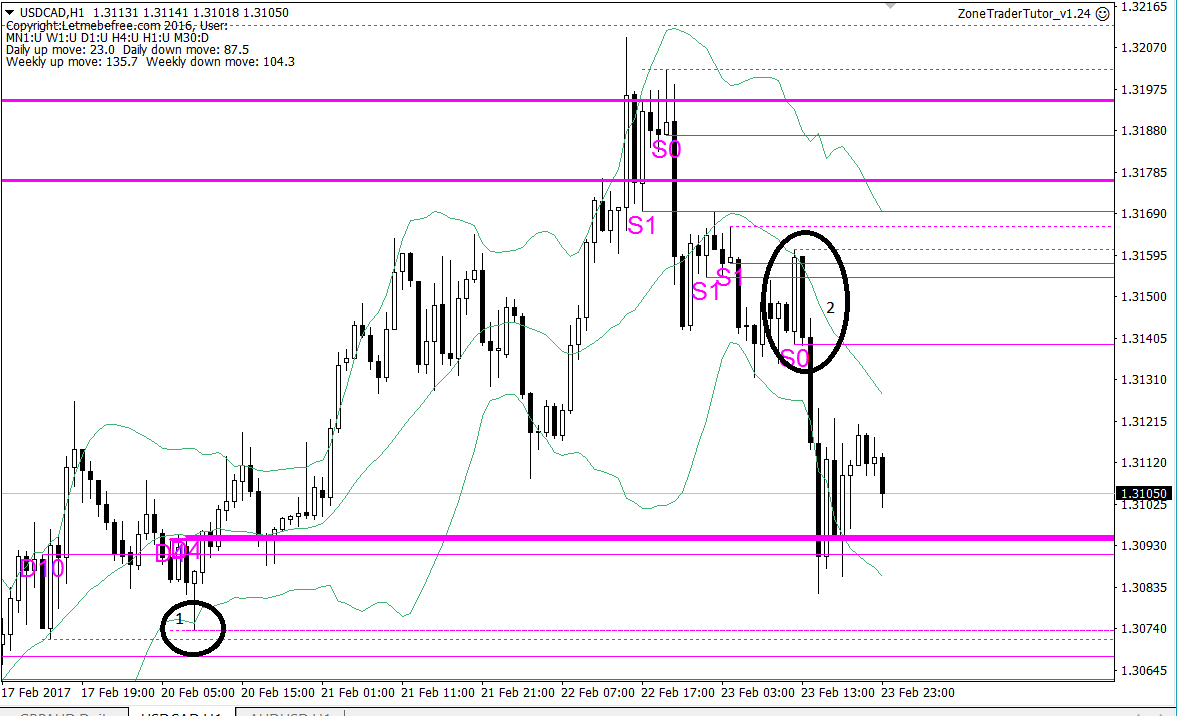 USDCAD,H1 1.31131 1.31141 1.31018 1.31050
Copyright:Letmebefree.com 2016, User:
MN1:U W1:U D1:U H4:U H1:U M30:D
Daily up move: 23.0 Daily down move: 87.5
Weekly up move: 135.7 Weekly down move: 104.3
ZoneTraderTutor_v1.24
1.32165
1.32070
1.31975
1.31880
1.31785
1.31690
1.31595
1.31500
1.31405
1.31310
1.31215
1.31120
1.31050
1.31025
1.30930
1.30835
1.30740
1.30645
S0
S1
S1
S1
2
S0
D10
1
17 Feb 2017
17 Feb 19:00
20 Feb 05:00
20 Feb 15:00
21 Feb 01:00
21 Feb 11:00
21 Feb 21:00
22 Feb 07:00
22 Feb 17:00
23 Feb 03:00
23 Feb 13:00
23 Feb 23:00
USDCAD,H1